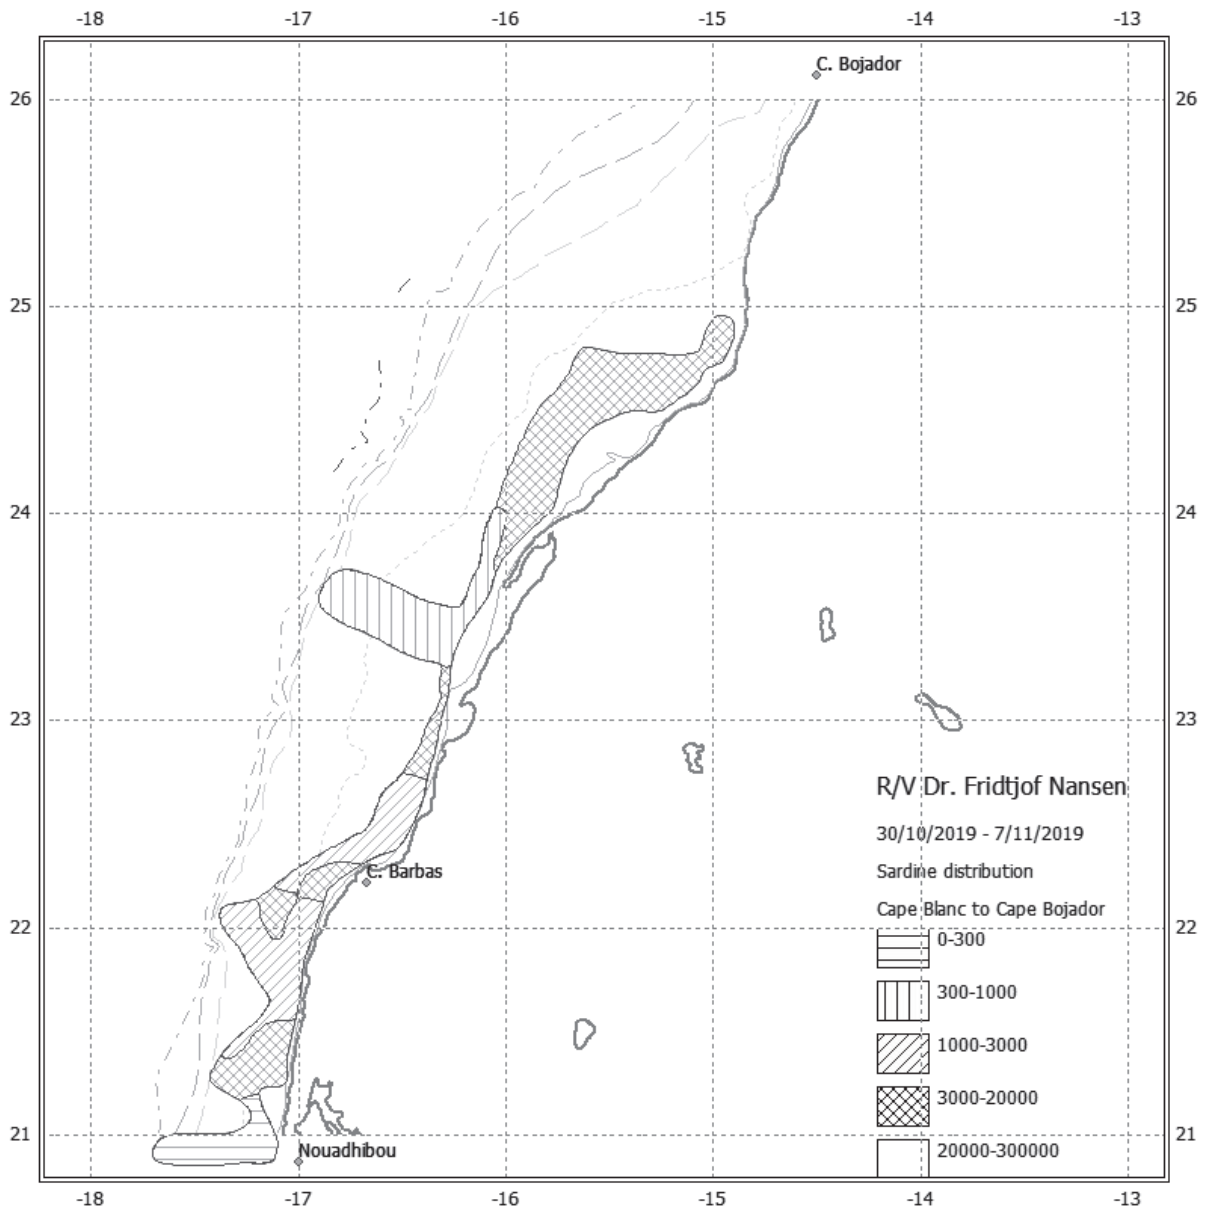 -18 -17 -16 -15 -14 -13
C. Bojador
26 26
25 25
24 24
23 23
R/V Dr. Fridtjof Nansen
30/10/2019 - 7/11/2019
C. Barbas
Sardine distribution
Cape Blanc to Cape Bojador
22 22
0-300
300-1000
1000-3000
3000-20000
21 21
Nouadhibou
20000-300000
-18 -17 -16 -15 -14 -13